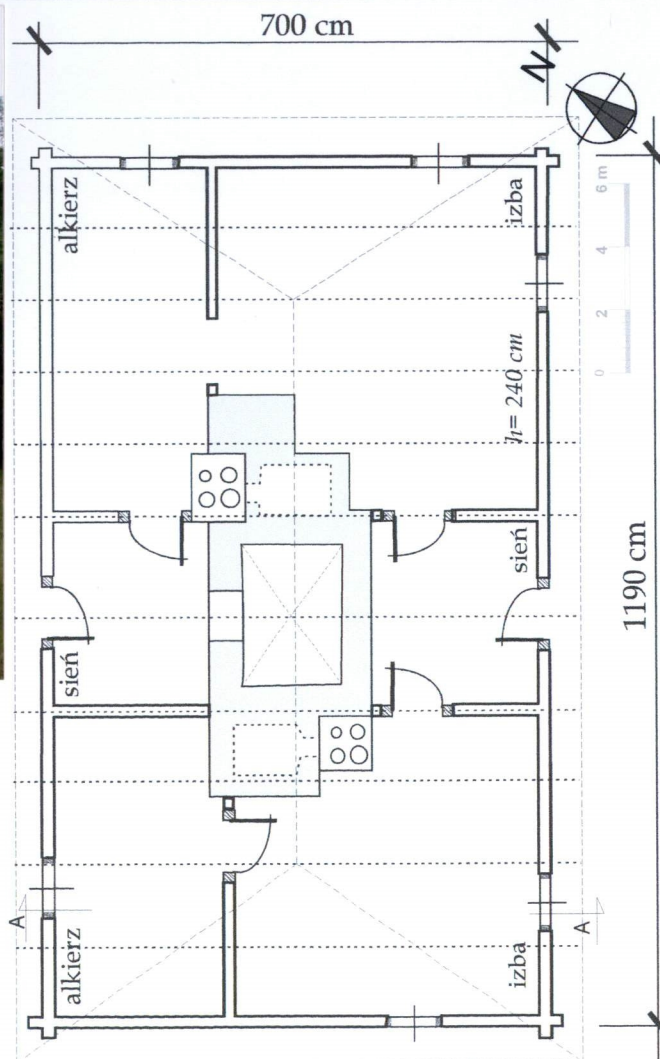 700 cm
N
alkierz
izba
6 m
4
2
0
h= 240 cm
sień
sień
1190 cm
A
A
alkierz
izba